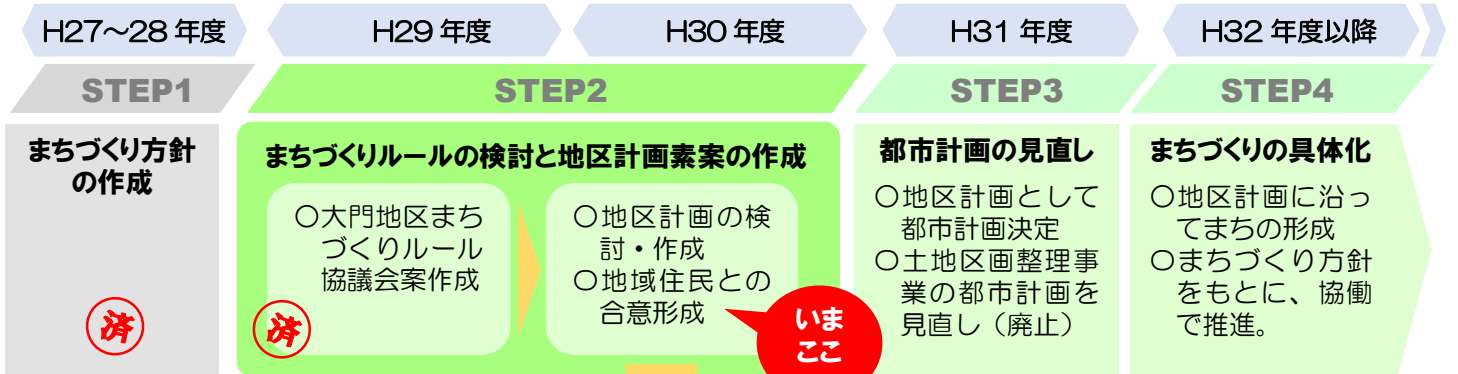 H27～28 年度
H29 年度
H30 年度
H31 年度
H32 年度以降
STEP1
STEP2
STEP3
STEP4
まちづくり方針
の作成
済
まちづくりルールの検討と地区計画素案の作成
○大門地区まち
づくりルール
協議会案作成
済
○地区計画の検
討・作成
○地域住民との
合意形成
いま
ここ
都市計画の見直し
○地区計画として
都市計画決定
○土地区画整理事
業の都市計画を
見直し（廃止）
まちづくりの具体化
○地区計画に沿っ
てまちの形成
○まちづくり方針
をもとに、協働
で推進。